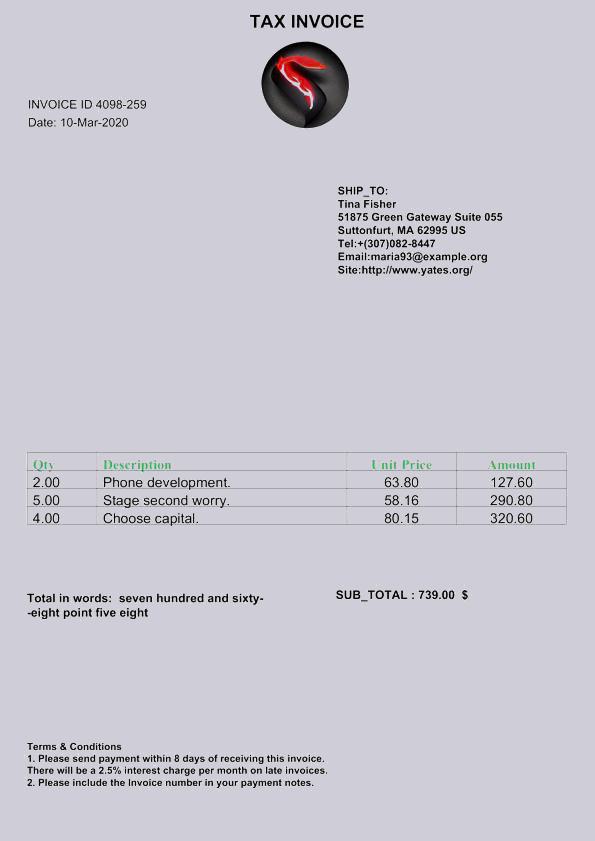 TAX INVOICE
INVOICE ID 4098-259
Date: 10-Mar-2020
SHIP_TO:
Tina Fisher
51875 Green Gateway Suite 055
Suttonfurt, MA 62995 US
Tel:+(307)082-8447
Email:maria93@example.org
Site:http://www.yates.org/
Qty Description Unit Price Amount
2.00 Phone development. 63.80 127.60
5.00 Stage second worry. 58.16 290.80
4.00 Choose capital. 80.15 320.60
Total in words: seven hundred and sixty-
-eight point five eight
SUB_TOTAL : 739.00 $
Terms & Conditions
1. Please send payment within 8 days of receiving this invoice.
There will be a 2.5% interest charge per month on late invoices.
2. Please include the Invoice number in your payment notes.